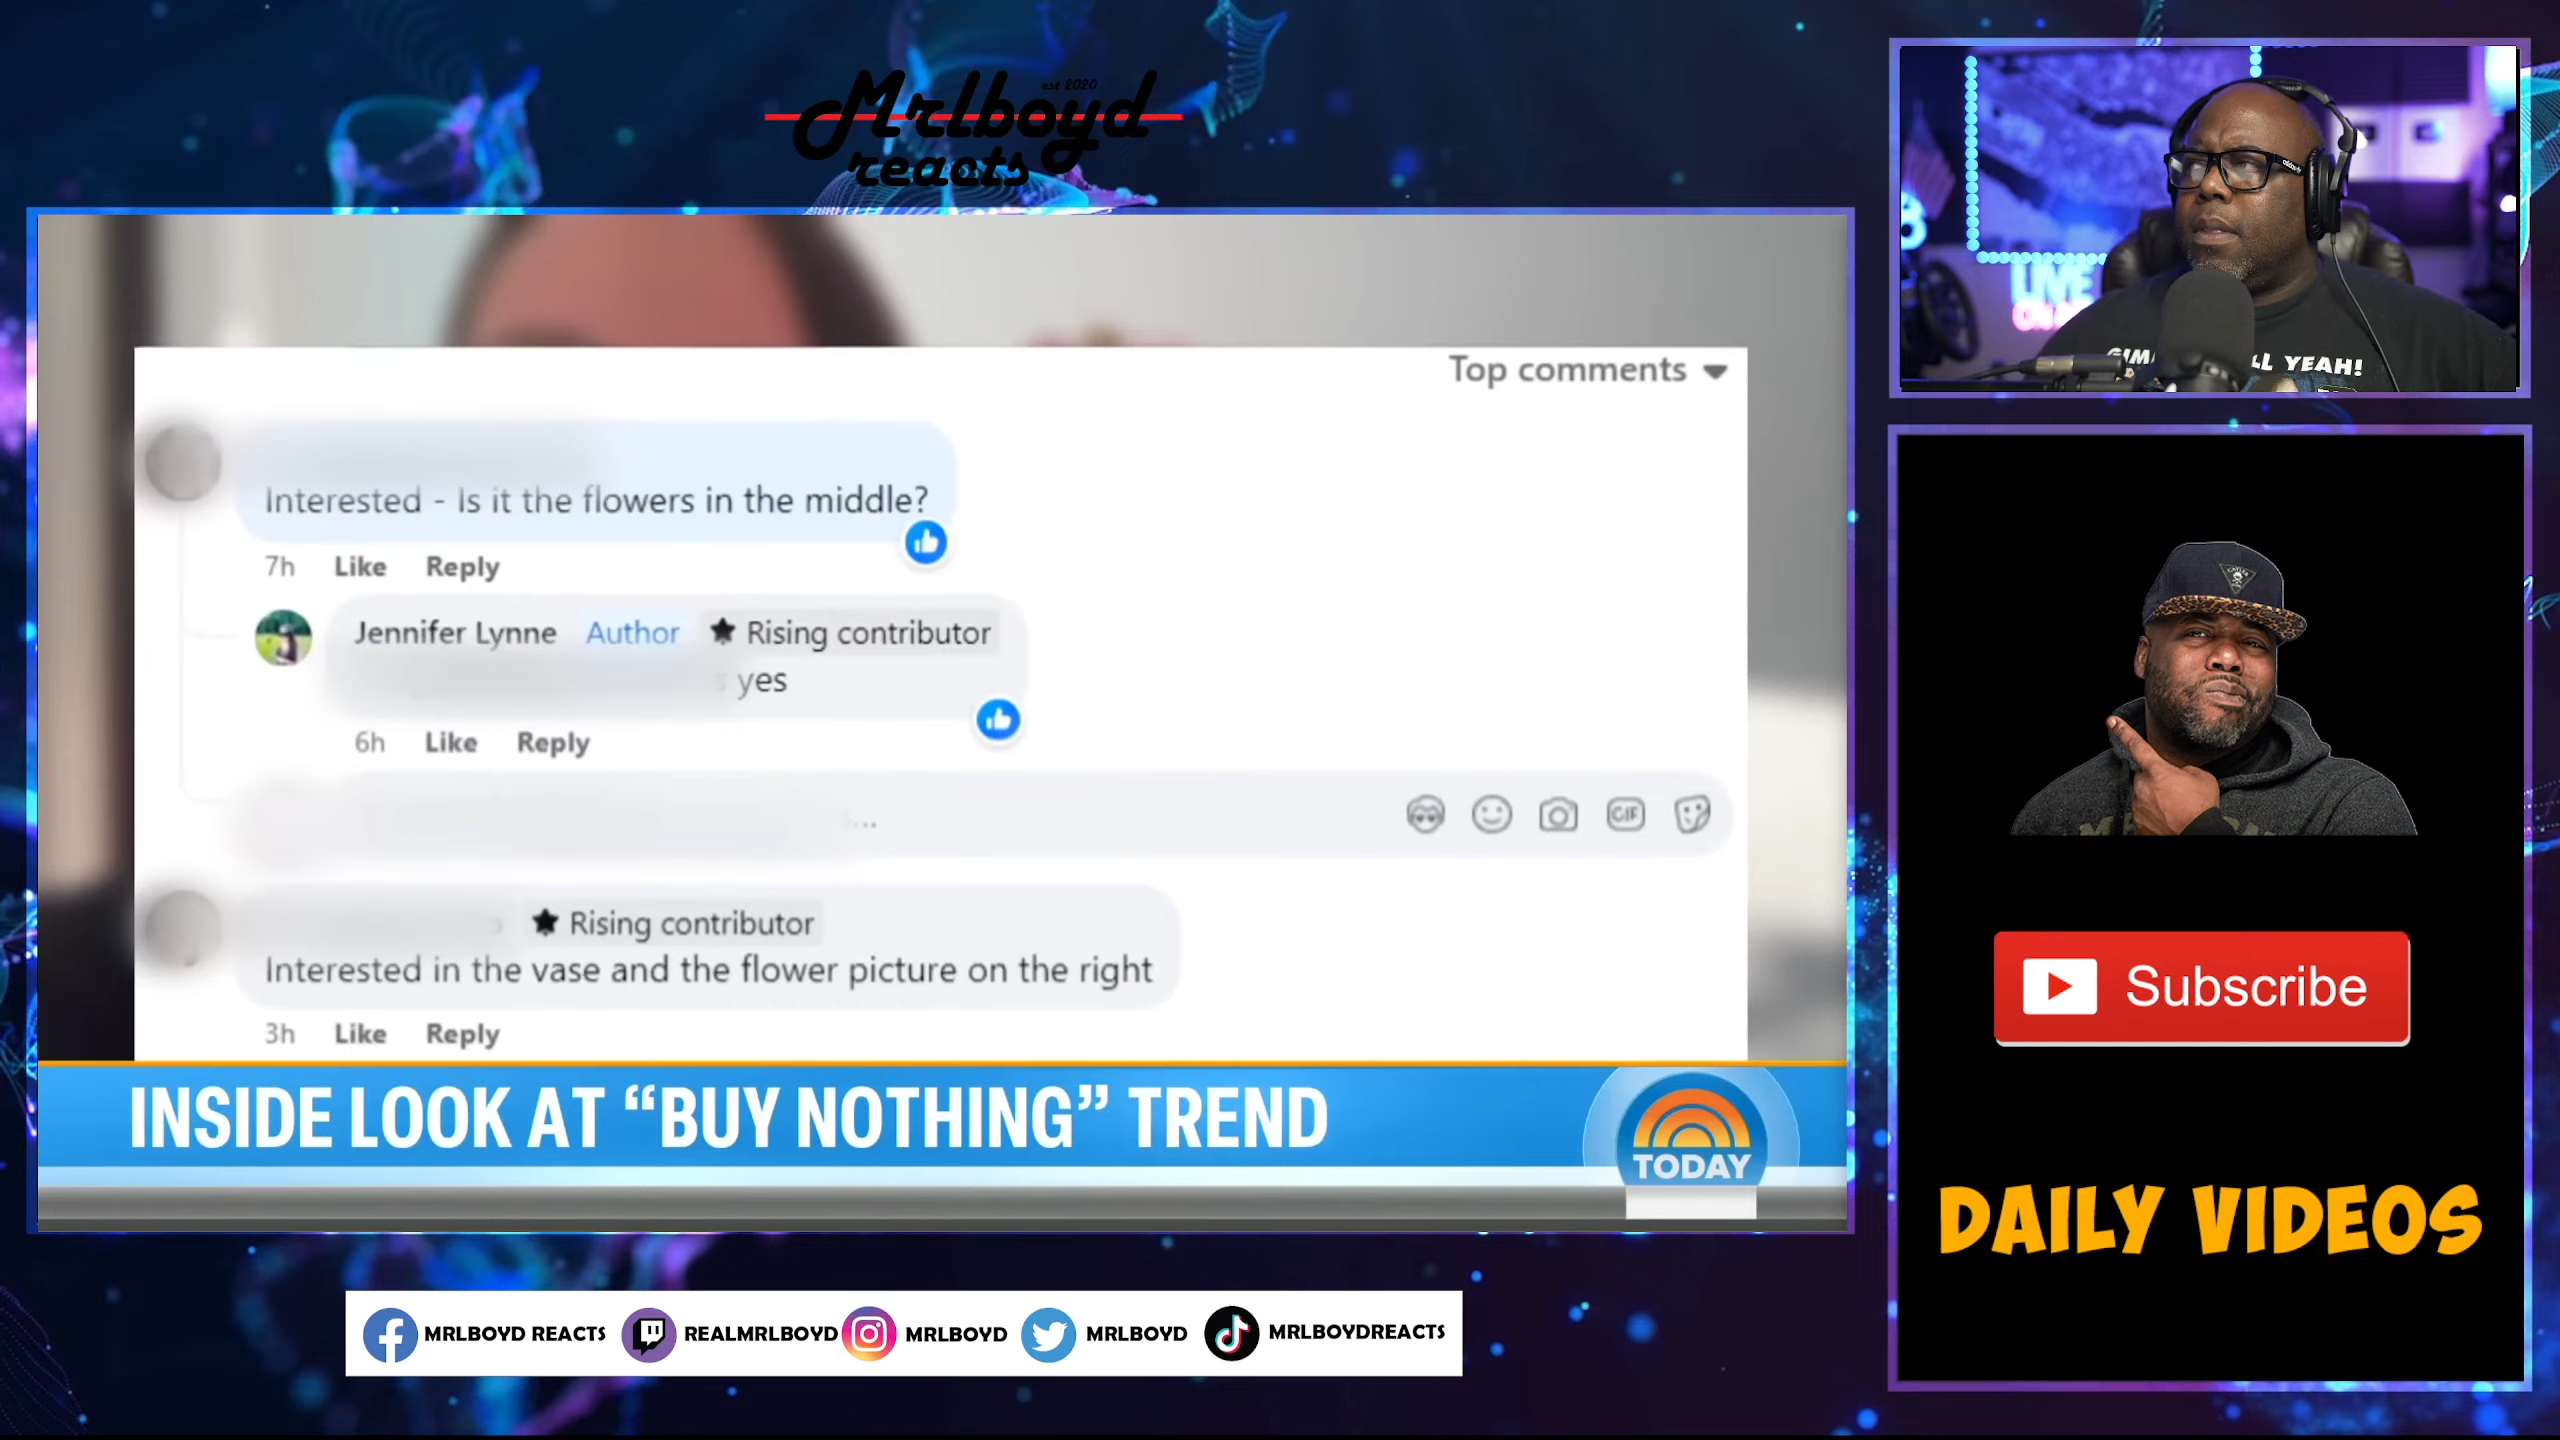 est 2020
Mrlboyd
reacts
Top comments
Interested - Is it the flowers in the middle?
7h Like Reply
Jennifer Lynne Author Rising contributor
yes
6h Like Reply
...
GIF
Rising contributor
Interested in the vase and the flower picture on the right
3h Like Reply
INSIDE LOOK AT “BUY NOTHING” TREND
TODAY
LIVE
ON
LL YEAH!
Subscribe
DAILY VIDEOS
MRLBOYD REACTS REALMRLBOYD MRLBOYD MRLBOYD MRLBOYDREACTS